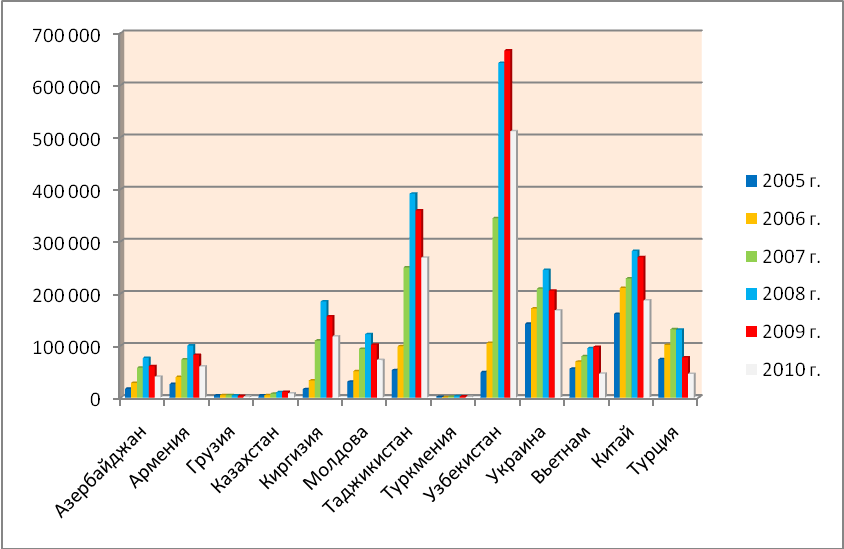 700 000
600 000
500 000
400 000
300 000
200 000
100 000
0
Азербайджан
Армения
Грузия
Казахстан
Киргизия
Молдова
Таджикистан
Туркмения
Узбекистан
Украина
Вьетнам
Китай
Турция
2005 г.
2006 г.
2007 г.
2008 г.
2009 г.
2010 г.